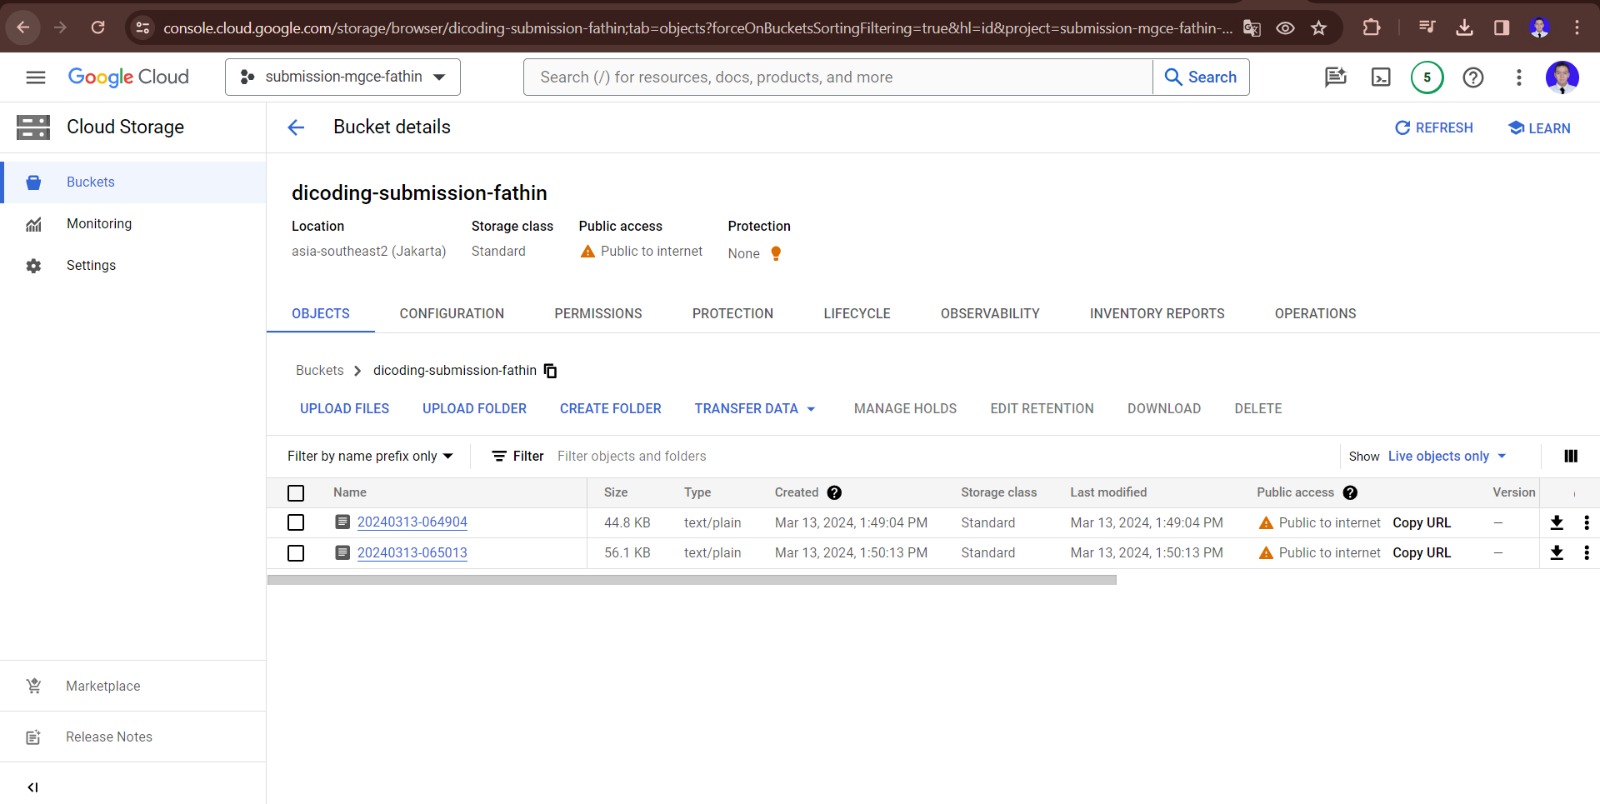 console.cloud.google.com/storage/browser/dicoding-submission-fathin;tab=objects?forceOnBucketsSortingFiltering=true&hl=id&project=submission-mgce-fathin-...
Google Cloud
submission-mgce-fathin
Search (/) for resources, docs, products, and more
Search
5
Cloud Storage
Bucket details
REFRESH
LEARN
Buckets
Monitoring
Settings
dicoding-submission-fathin
Location Storage class Public access Protection
asia-southeast2 (Jakarta) Standard Public to internet None
OBJECTS CONFIGURATION PERMISSIONS PROTECTION LIFECYCLE OBSERVABILITY INVENTORY REPORTS OPERATIONS
Buckets > dicoding-submission-fathin
UPLOAD FILES UPLOAD FOLDER CREATE FOLDER TRANSFER DATA MANAGE HOLDS EDIT RETENTION DOWNLOAD DELETE
Filter by name prefix only Filter Filter objects and folders Show Live objects only
Name Size Type Created Storage class Last modified Public access Version
20240313-064904 44.8 KB text/plain Mar 13, 2024, 1:49:04 PM Standard Mar 13, 2024, 1:49:04 PM Public to internet Copy URL —
20240313-065013 56.1 KB text/plain Mar 13, 2024, 1:50:13 PM Standard Mar 13, 2024, 1:50:13 PM Public to internet Copy URL —
Marketplace
Release Notes